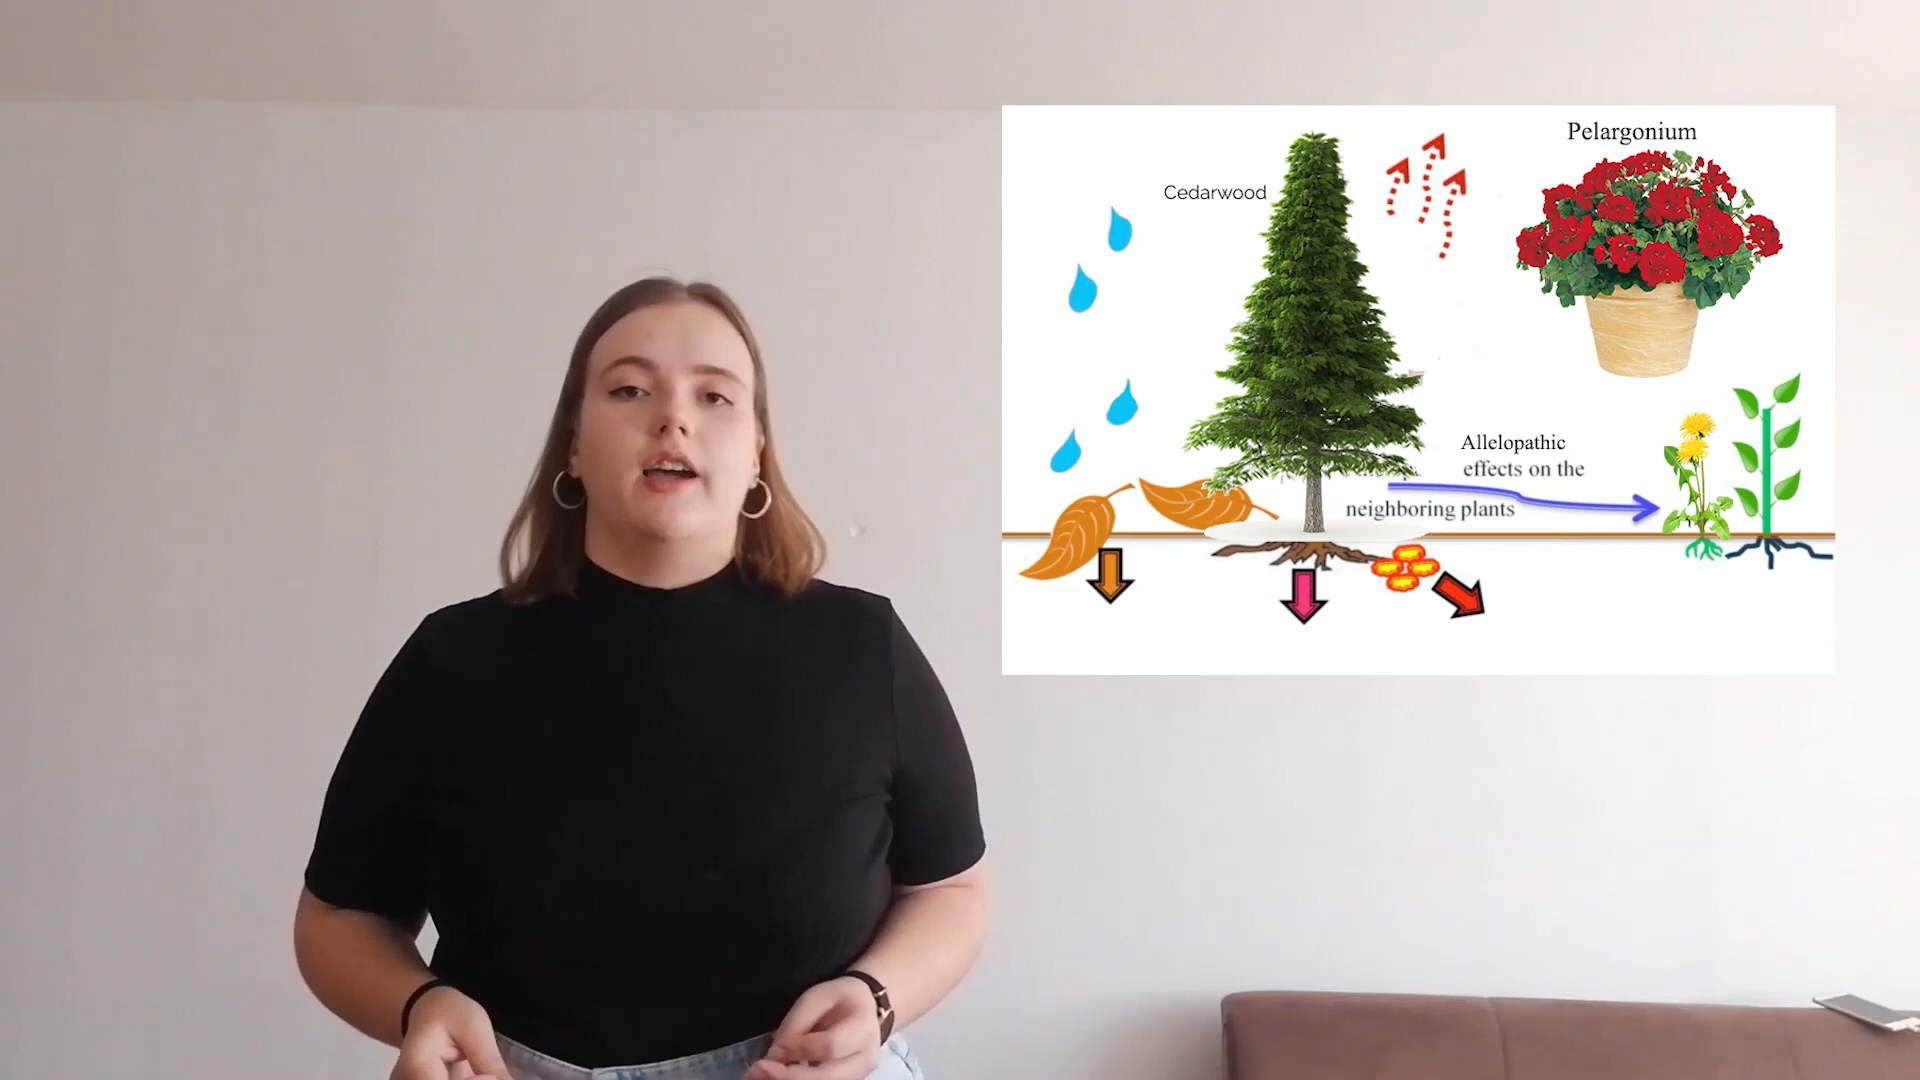 Pelargonium
Cedarwood
Allelopathic
effects on the
neighboring plants